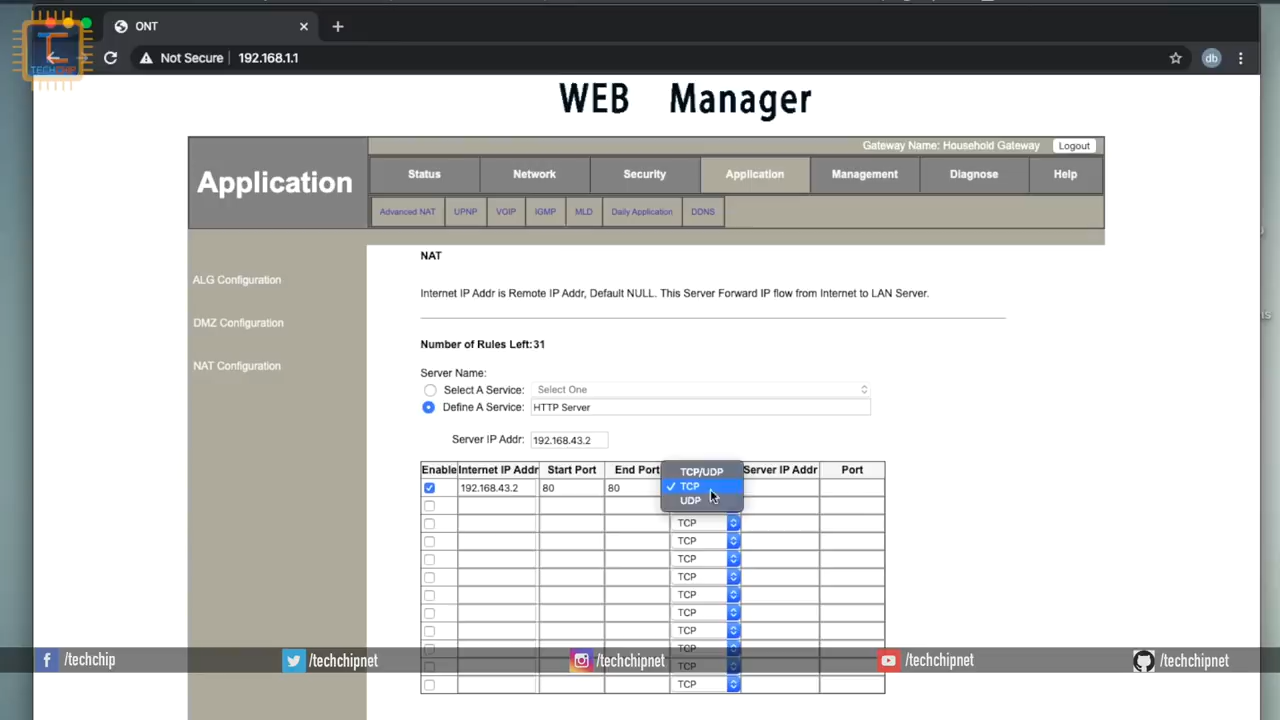 ONT
Not Secure 192.168.1.1
db
TECHCHIP
WEB Manager
Gateway Name: Household Gateway Logout
Application
Status Network Security Application Management Diagnose Help
Advanced NAT UPNP VOIP IGMP MLD Daily Application DDNS
NAT
ALG Configuration
Internet IP Addr is Remote IP Addr, Default NULL. This Server Forward IP flow from Internet to LAN Server.
DMZ Configuration
Number of Rules Left:31
NAT Configuration
Server Name:
Select A Service: Select One
Define A Service: HTTP Server
Server IP Addr: 192.168.43.2
Enable Internet IP Addr Start Port End Port Server IP Addr Port
TCP/UDP
192.168.43.2 80 80 TCP
UDP
TCP
TCP
TCP
TCP
TCP
TCP
TCP
TCP
TCP
/techchip /techchipnet /techchipnet /techchipnet /techchipnet
TCP